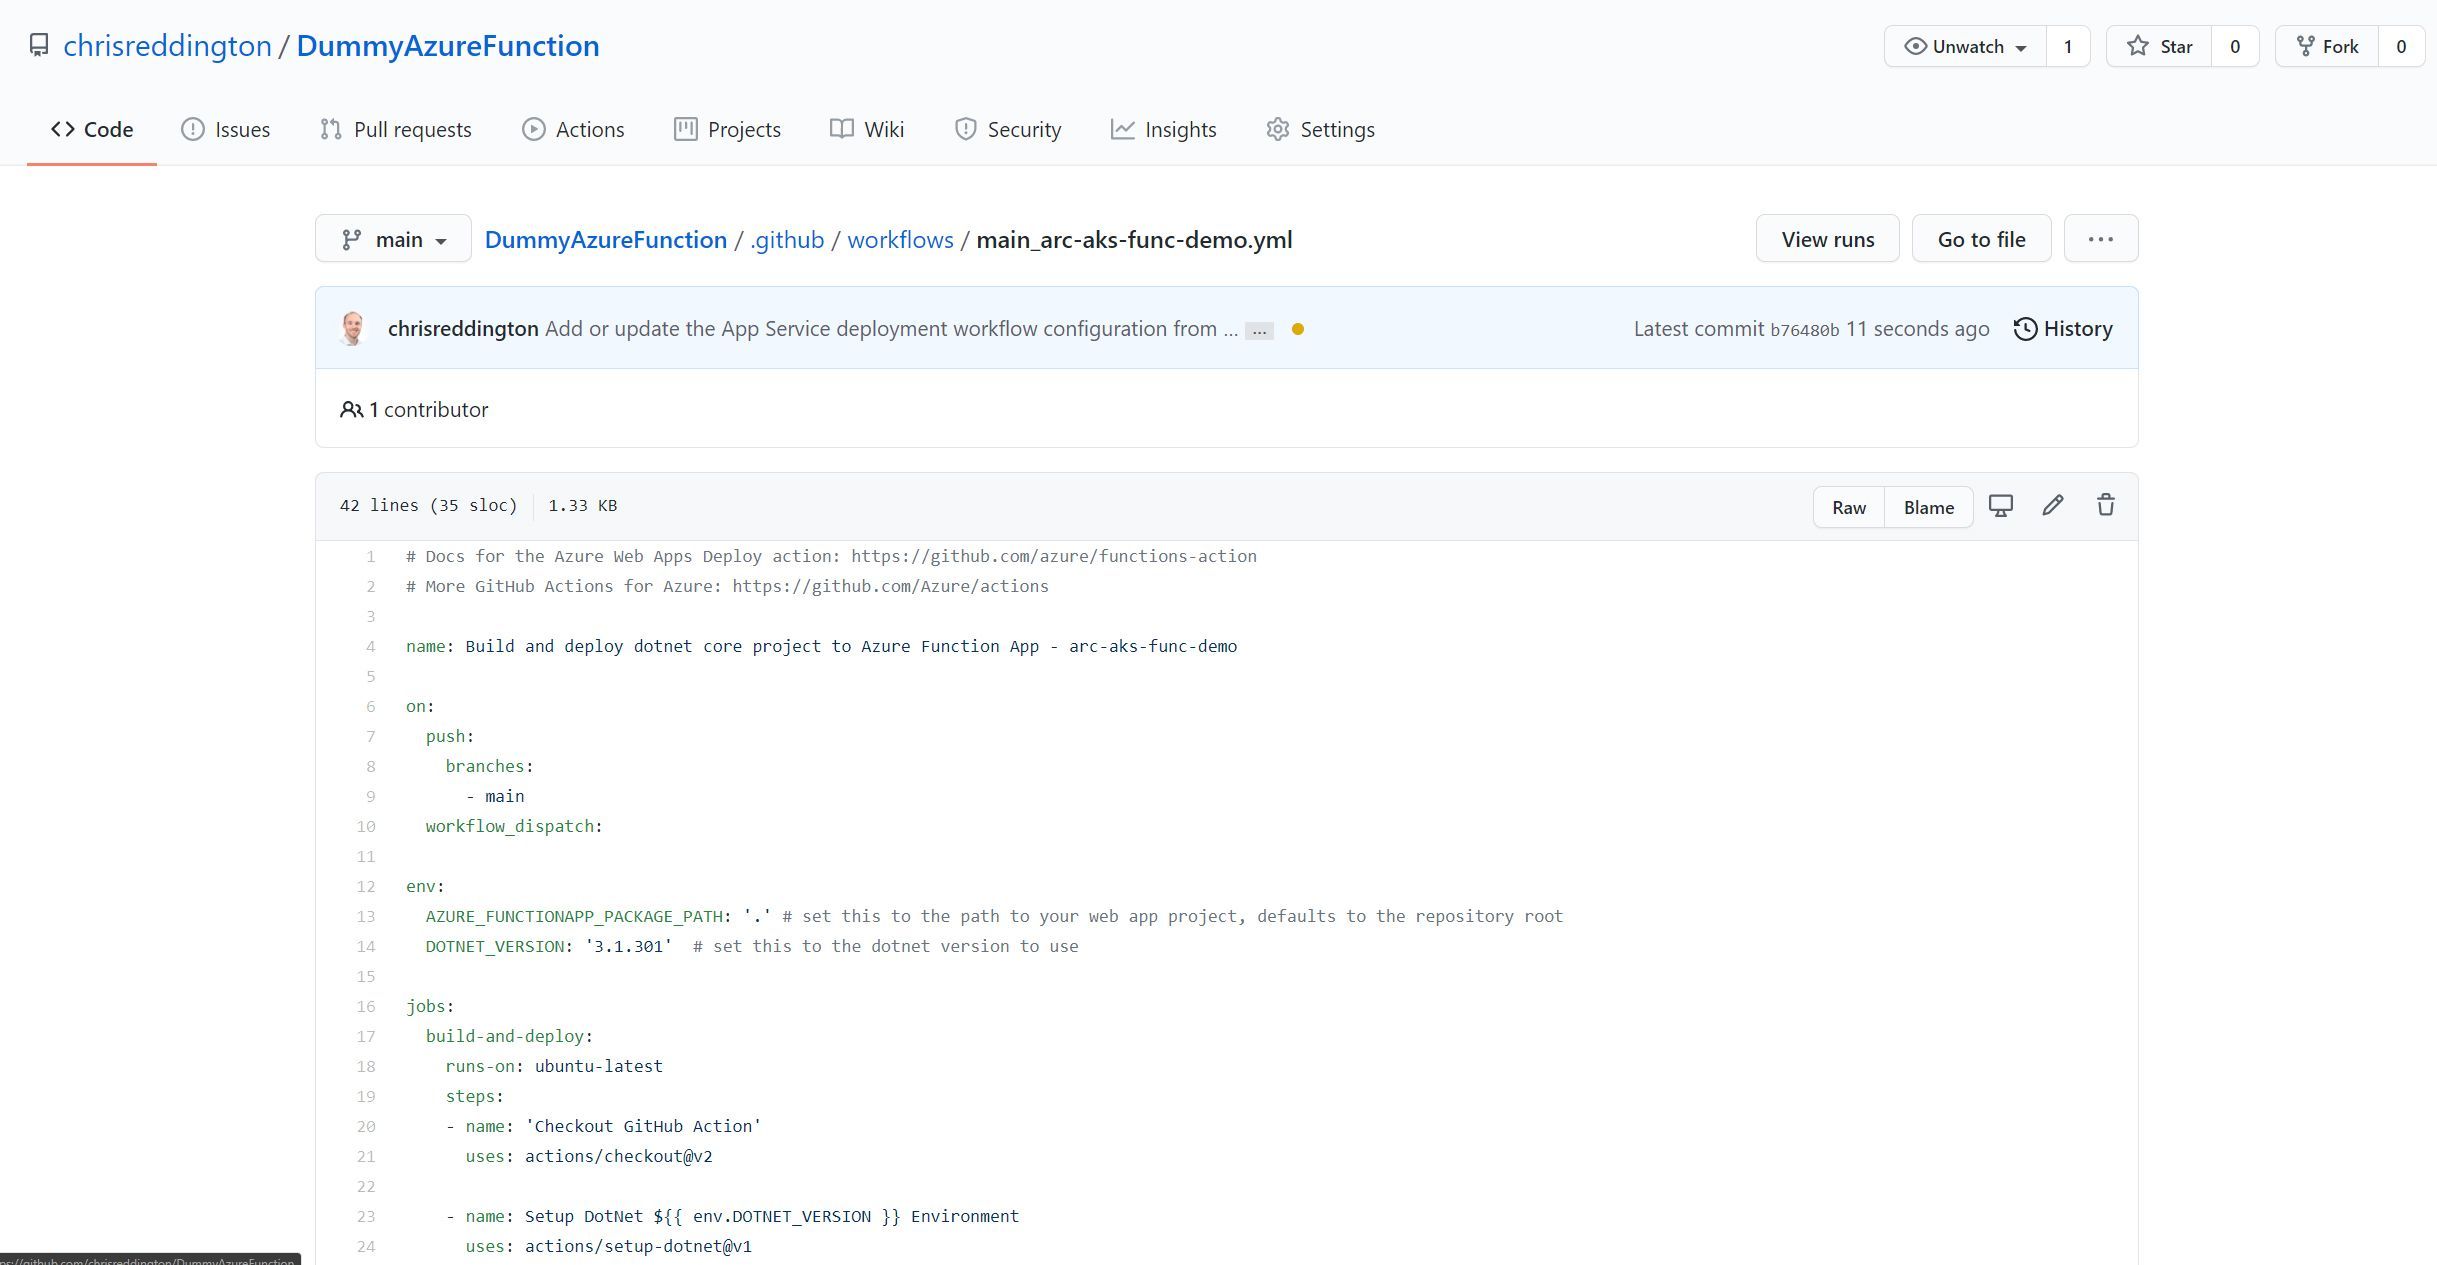 chrisreddington / DummyAzureFunction
Unwatch 1 Star 0 Fork 0
Code Issues Pull requests Actions Projects Wiki Security Insights Settings
main DummyAzureFunction / .github / workflows / main_arc-aks-func-demo.yml View runs Go to file ...
chrisreddington Add or update the App Service deployment workflow configuration from ... ... Latest commit b76480b 11 seconds ago History
1 contributor
42 lines (35 sloc) 1.33 KB Raw Blame
1 # Docs for the Azure Web Apps Deploy action: https://github.com/azure/functions-action
2 # More GitHub Actions for Azure: https://github.com/Azure/actions
3
4 name: Build and deploy dotnet core project to Azure Function App - arc-aks-func-demo
5
6 on:
7 push:
8 branches:
9 - main
10 workflow_dispatch:
11
12 env:
13 AZURE_FUNCTIONAPP_PACKAGE_PATH: '.' # set this to the path to your web app project, defaults to the repository root
14 DOTNET_VERSION: '3.1.301' # set this to the dotnet version to use
15
16 jobs:
17 build-and-deploy:
18 runs-on: ubuntu-latest
19 steps:
20 - name: 'Checkout GitHub Action'
21 uses: actions/checkout@v2
22
23 - name: Setup DotNet ${{ env.DOTNET_VERSION }} Environment
24 uses: actions/setup-dotnet@v1
ps://github.com/chrisreddington/DummyAzureFunction